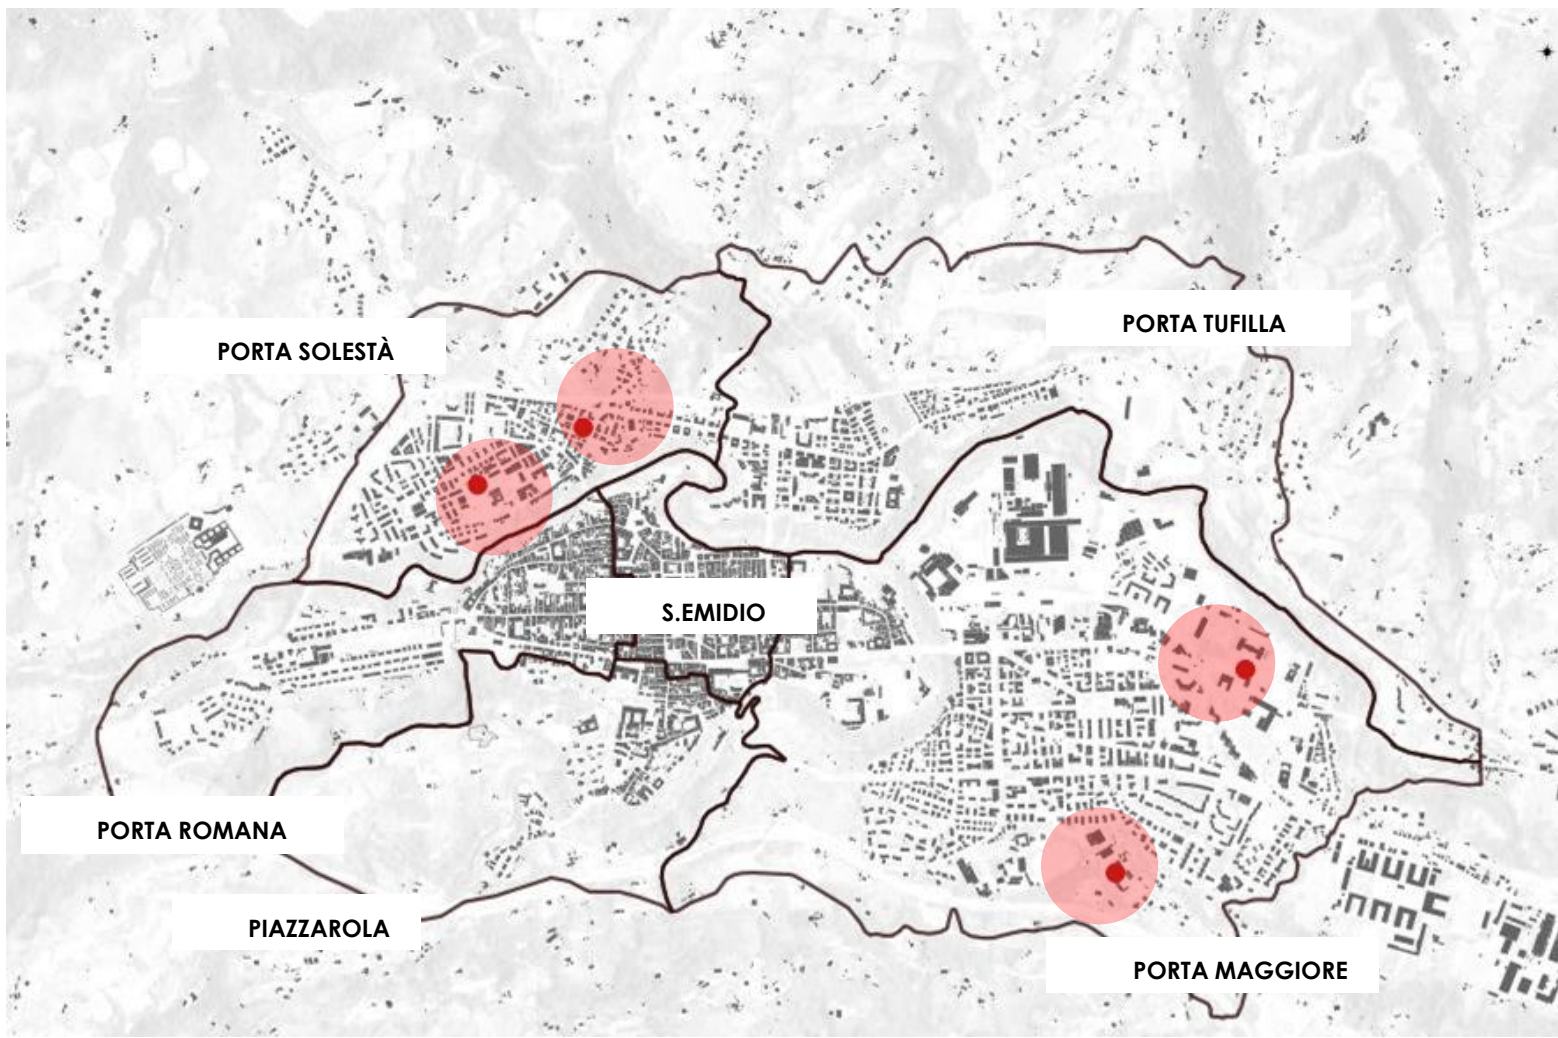 PORTA TUFILLA
PORTA SOLESTÀ
S.EMIDIO
PORTA ROMANA
PIAZZAROLA
PORTA MAGGIORE